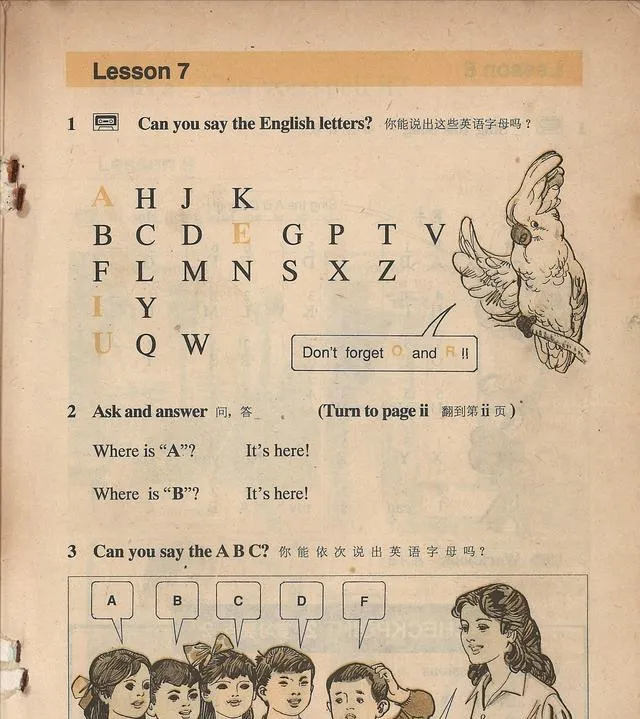 Lesson 7
1 Can you say the English letters? 你能说出这些英语字母吗？
A H J K
B C D E G P T V
F L M N S X Z
I Y
U Q W
Don't forget O and R !!
2 Ask and answer 问，答 (Turn to page ii 翻到第 ii 页)
Where is “A”? It's here!
Where is “B”? It's here!
3 Can you say the A B C? 你能依次说出英语字母吗？
A B C D F